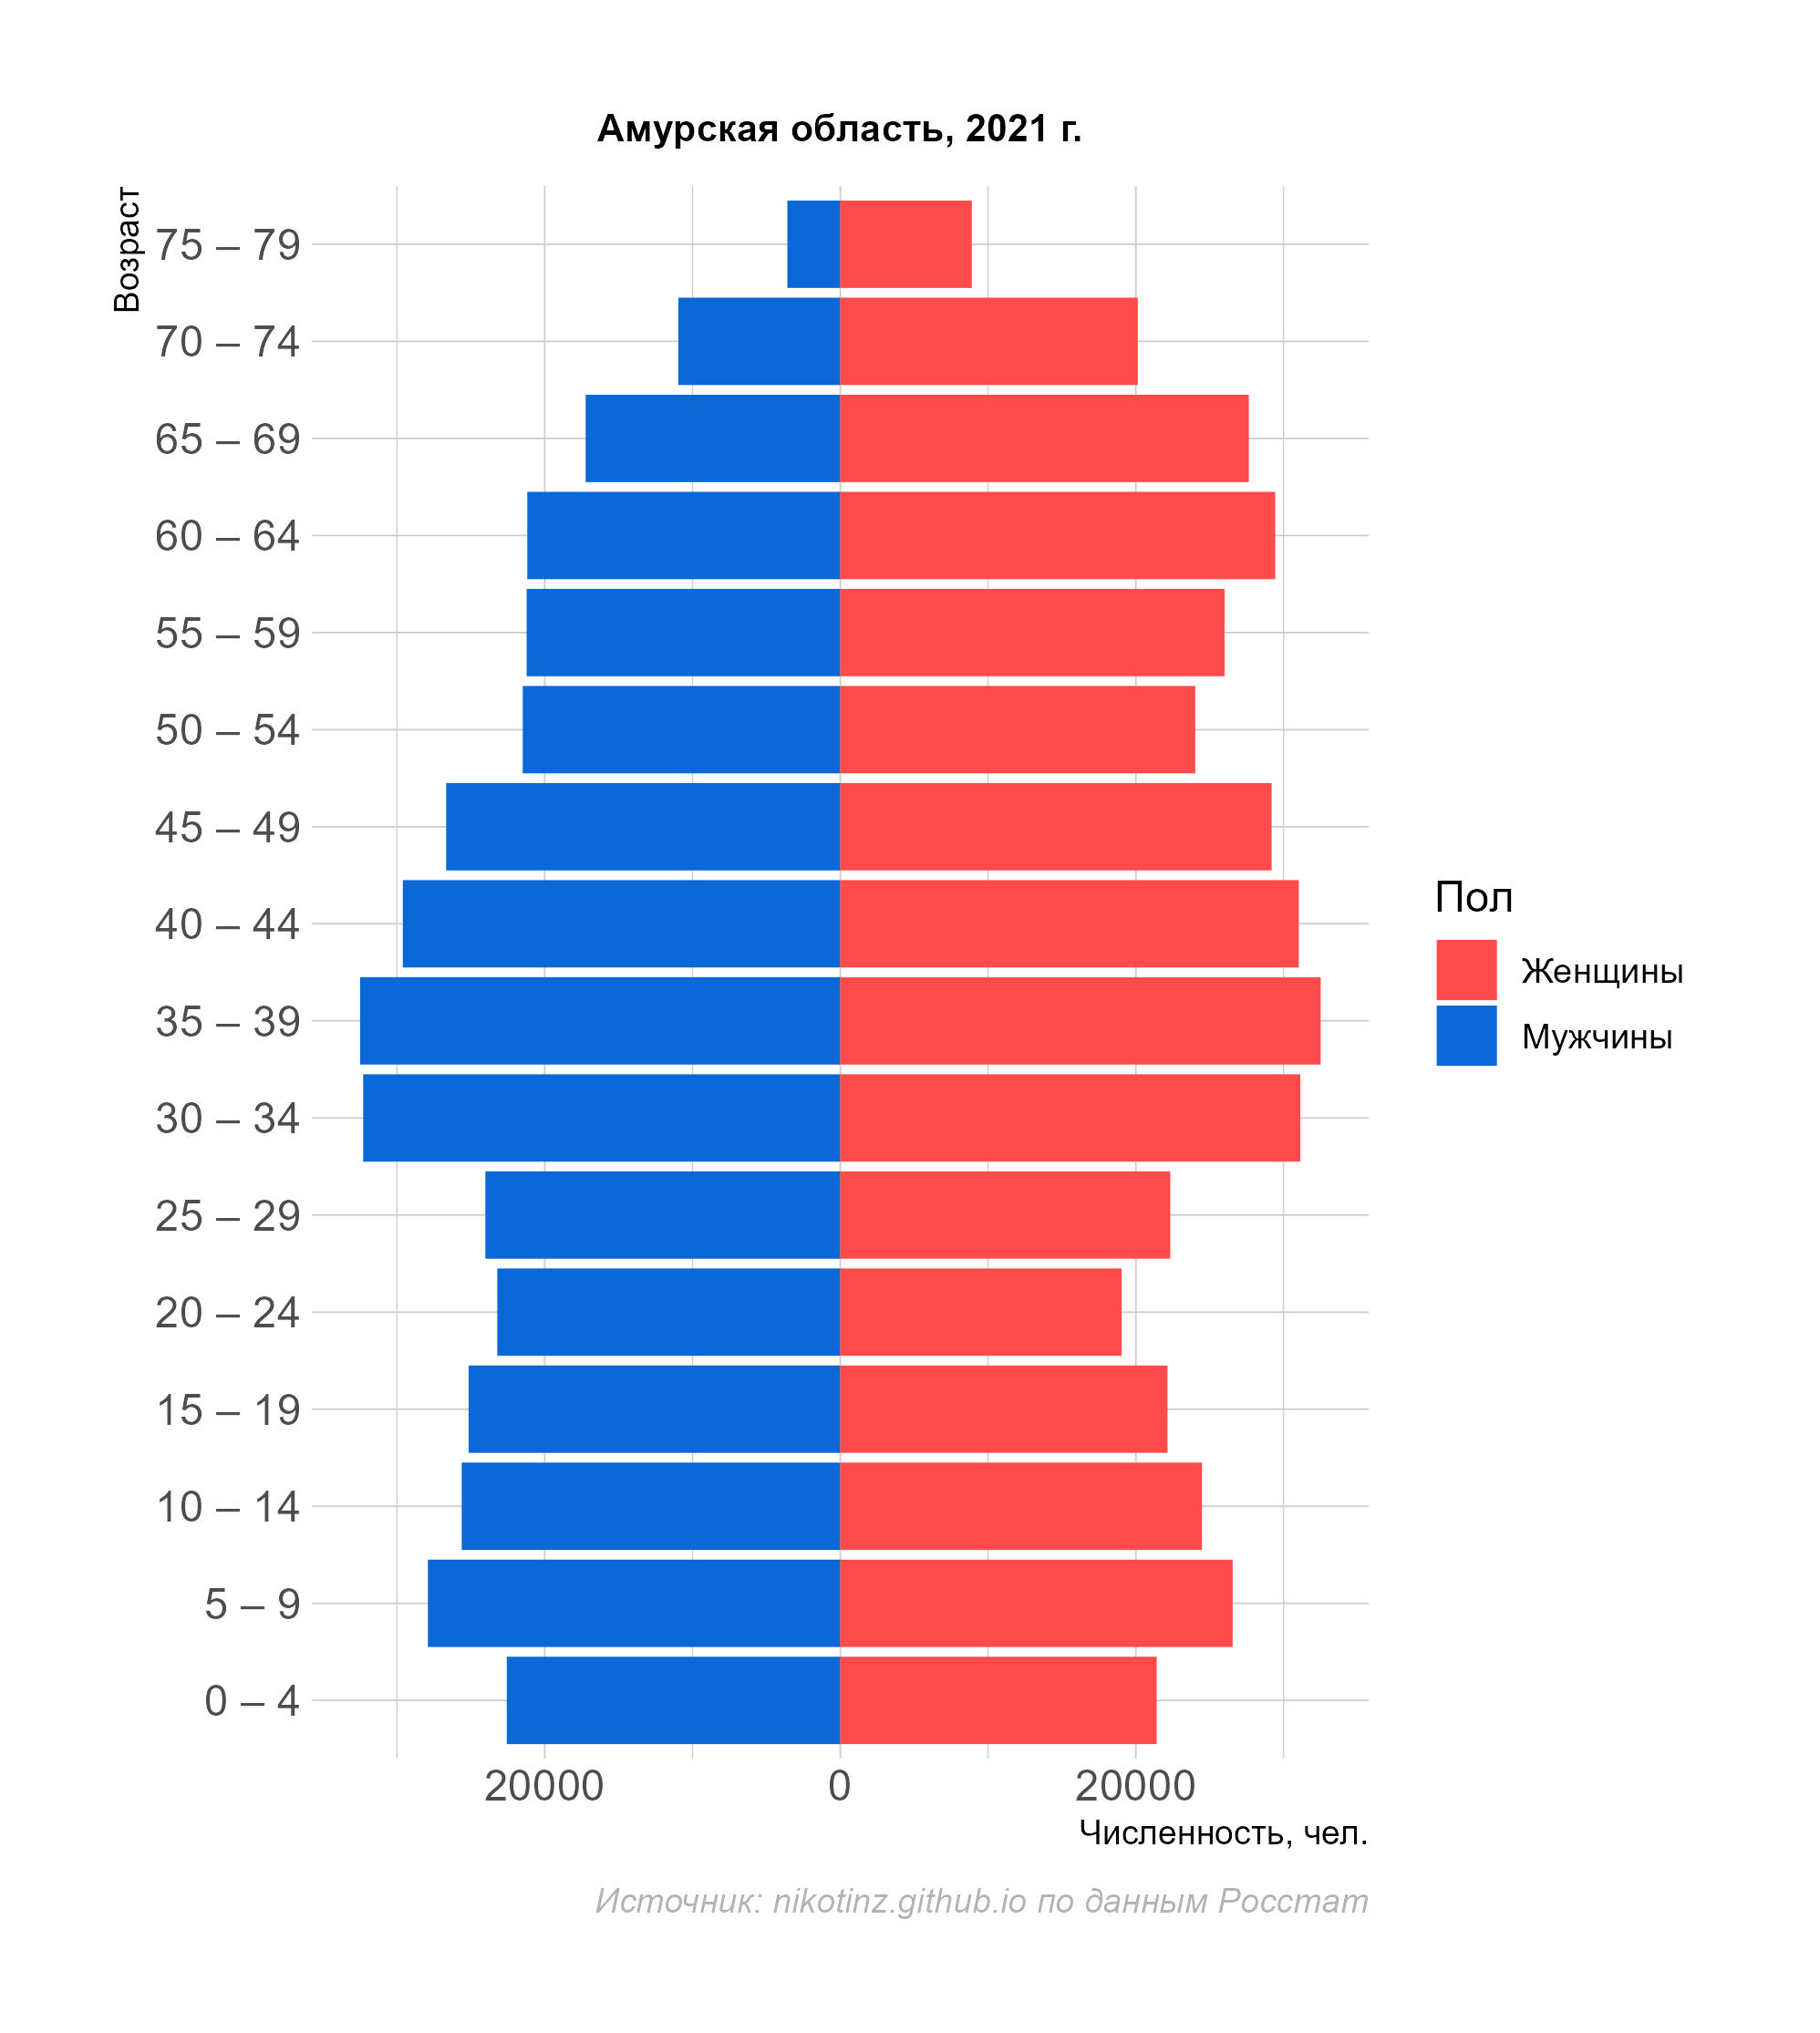 Амурская область, 2021 г.
Возраст
75 – 79
70 – 74
65 – 69
60 – 64
55 – 59
50 – 54
45 – 49
40 – 44
35 – 39
30 – 34
25 – 29
20 – 24
15 – 19
10 – 14
5 – 9
0 – 4
20000 0 20000
Численность, чел.
Пол
Женщины
Мужчины
Источник: nikotinz.github.io по данным Росстат